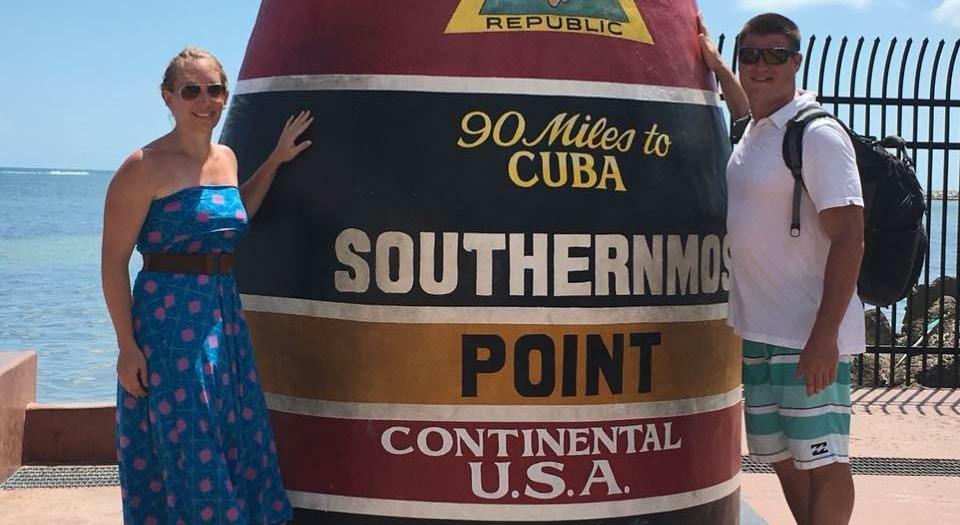 REPUBLIC
90 Miles to
CUBA
SOUTHERNMOS
POINT
CONTINENTAL
U.S.A.